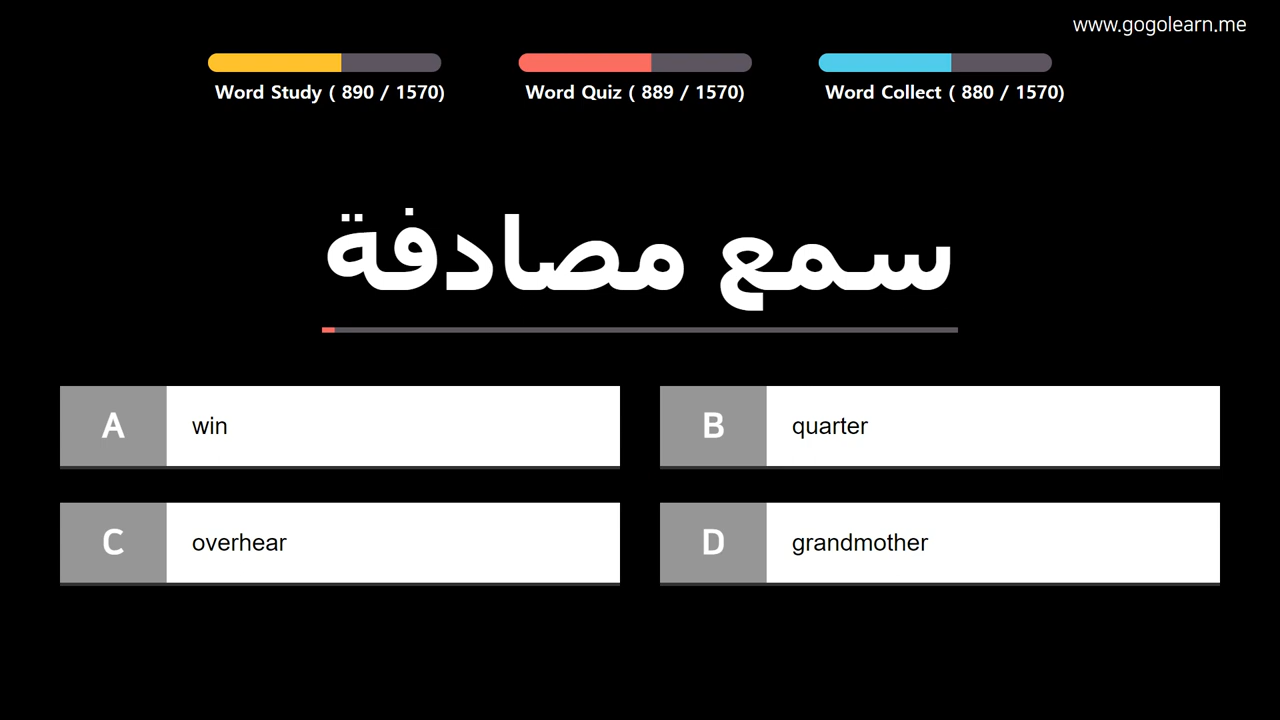 www.gogolearn.me
Word Study ( 890 / 1570)
Word Quiz ( 889 / 1570)
Word Collect ( 880 / 1570)
سمع مصادفة
A win
B quarter
C overhear
D grandmother